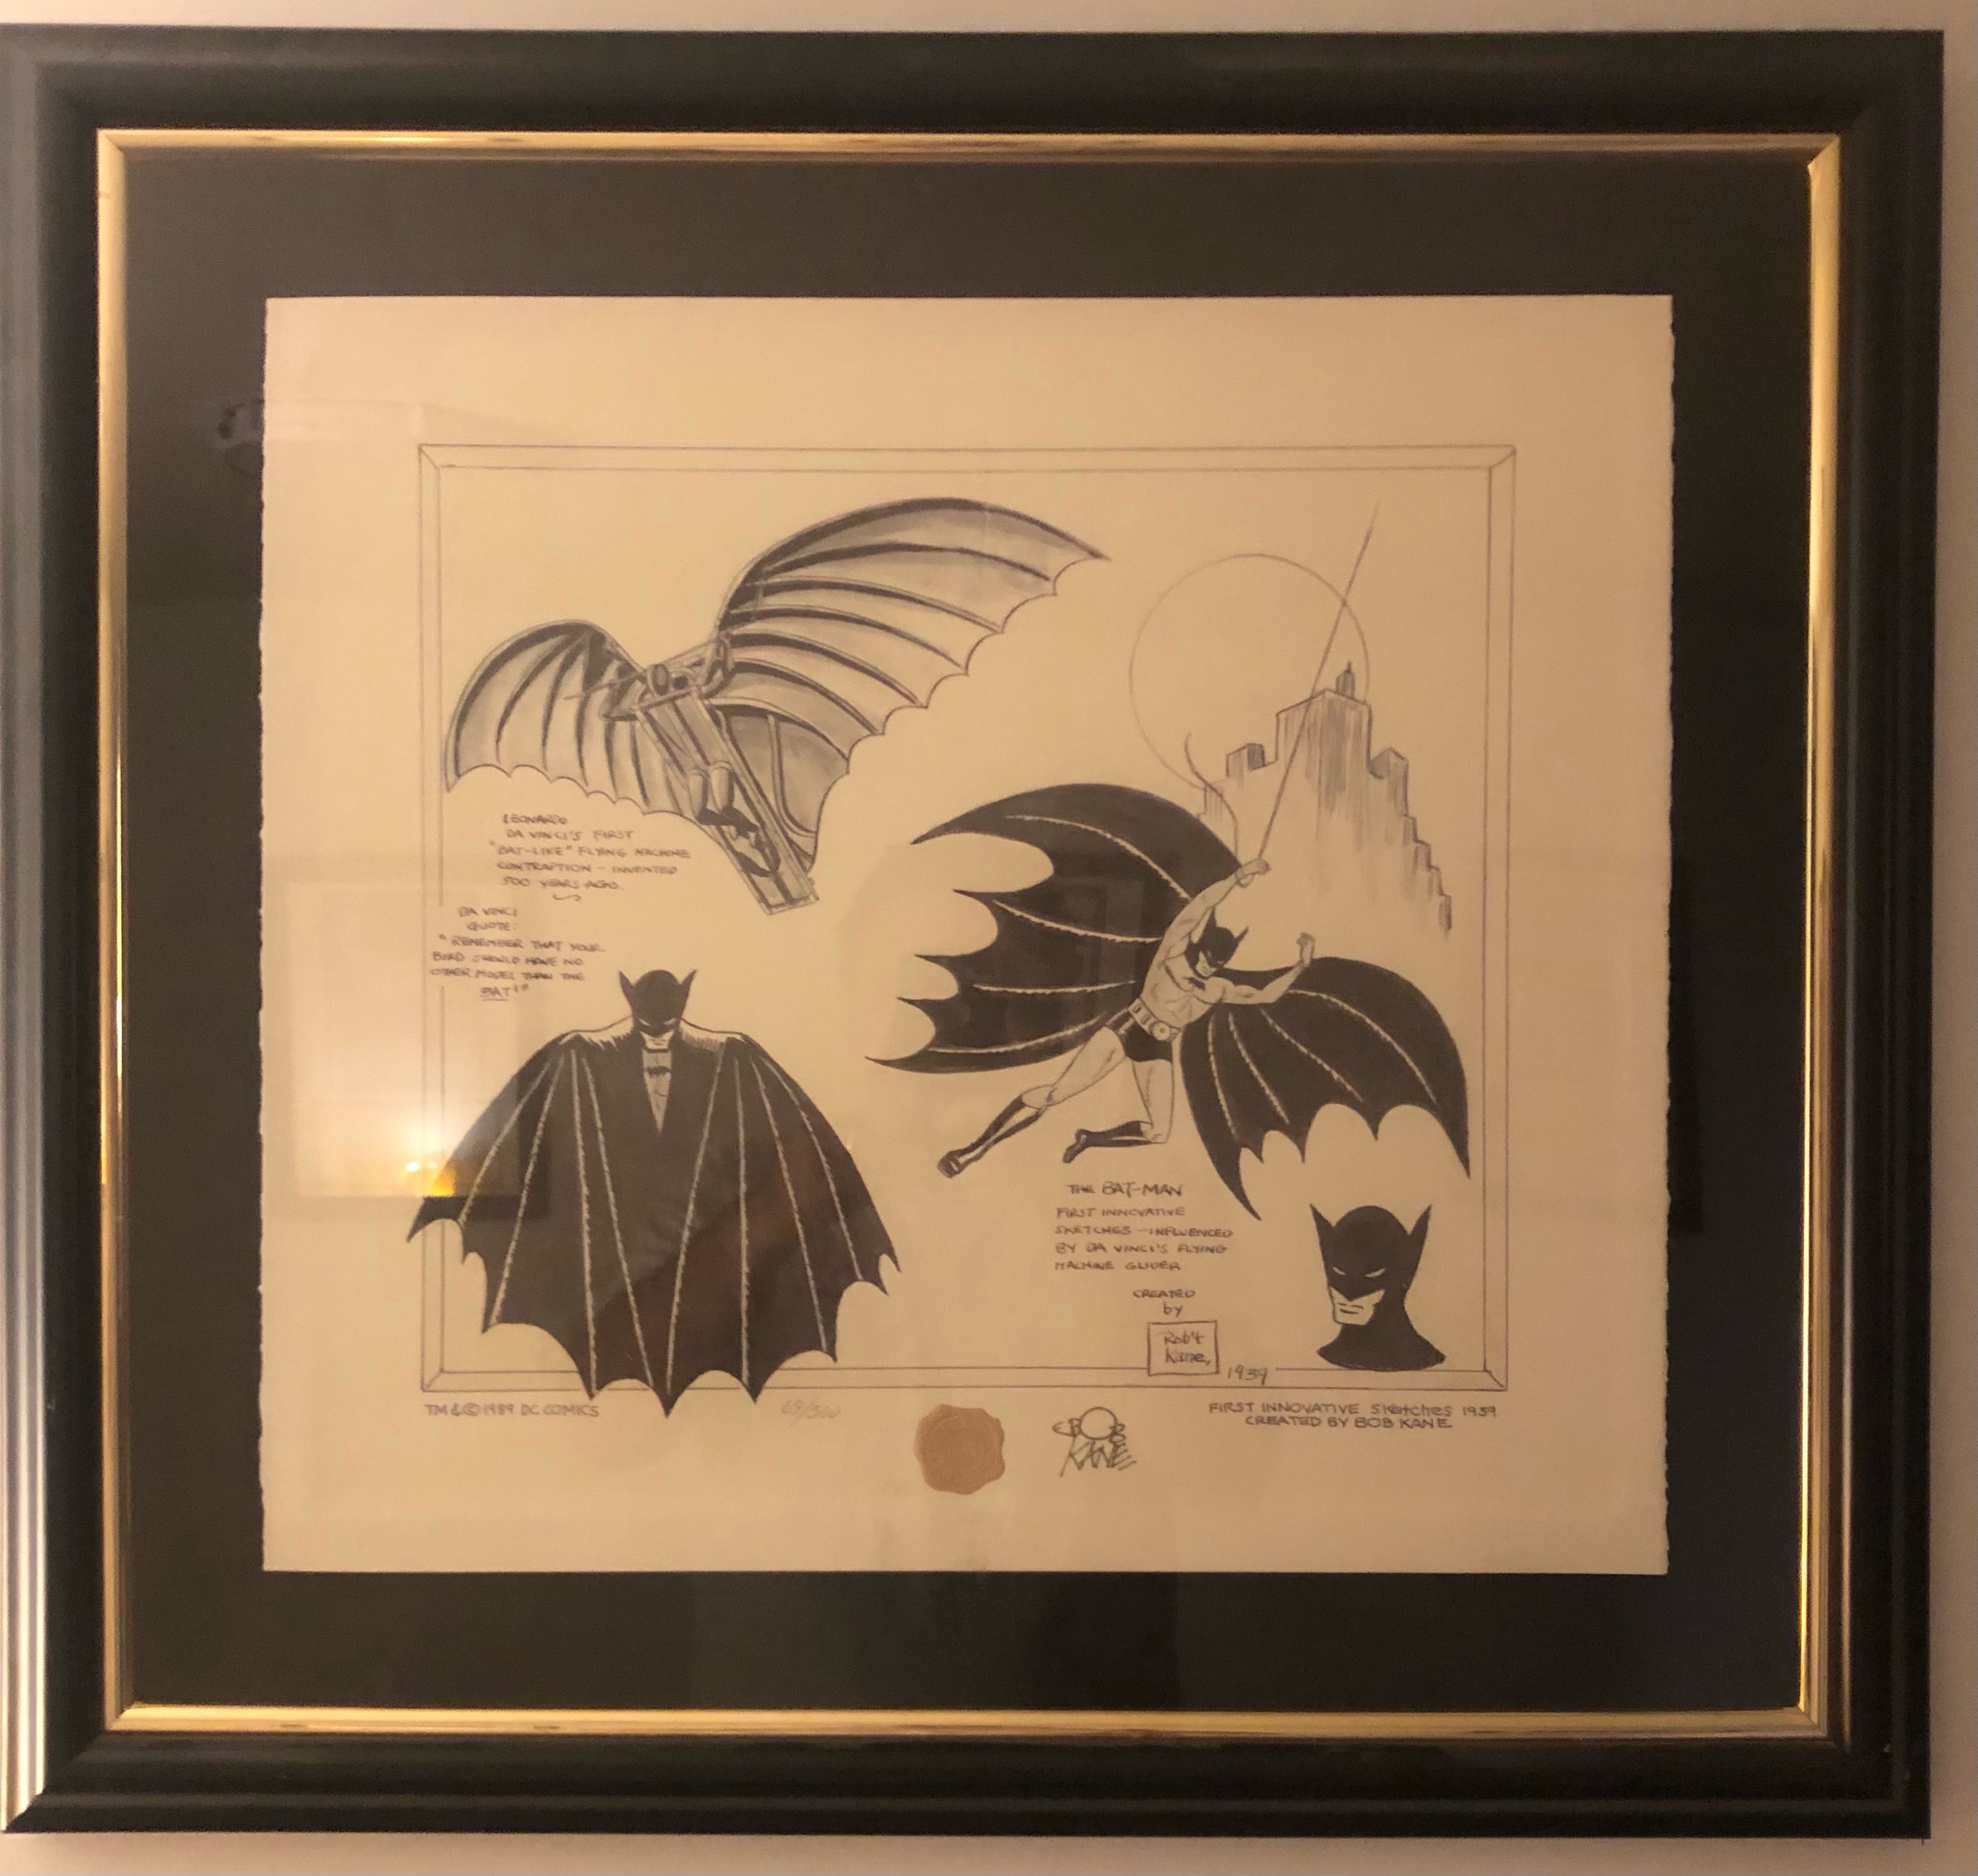 LEONARDO
DA VINCI'S FIRST
"BAT-LIKE" FLYING MACHINE
CONTRAPTION - INVENTED
500 YEARS AGO.
DA VINCI
QUOTE:
"REMEMBER THAT YOUR
BIRD SHOULD HAVE NO
OTHER MODEL THAN THE
BAT!"
THE BAT-MAN
FIRST INNOVATIVE
SKETCHES - INFLUENCED
BY DA VINCI'S FLYING
MACHINE GLIDER
CREATED
by
Rob't
Kane,
1939
TM & © 1989 DC COMICS
69/500
BOB
KANE
FIRST INNOVATIVE SKETCHES 1939
CREATED BY BOB KANE